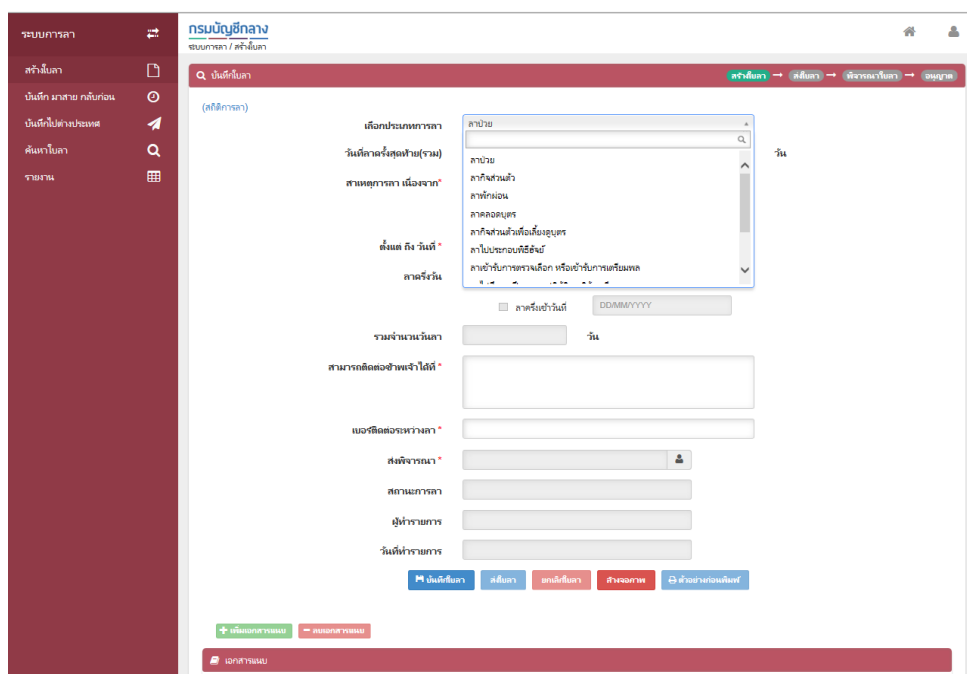 ระบบการลา
กรมบัญชีกลาง
ระบบการลา / สร้างใบลา
สร้างใบลา
บันทึก มาสาย กลับก่อน
บันทึกไปต่างประเทศ
ค้นหาใบลา
รายงาน
บันทึกใบลา
สร้างใบลา → ส่งใบลา → พิจารณาใบลา → อนุญาต
(สถิติการลา)
เลือกประเภทการลา ลาป่วย
วันที่ลาครั้งสุดท้าย(รวม) วัน
ลาป่วย
ลากิจส่วนตัว
สาเหตุการลา เนื่องจาก*
ลาพักผ่อน
ลาคลอดบุตร
ลากิจส่วนตัวเพื่อเลี้ยงดูบุตร
ตั้งแต่ ถึง วันที่ *
ลาไปประกอบพิธีฮัจย์
ลาเข้ารับการตรวจเลือก หรือเข้ารับการเตรียมพล
ลาครึ่งวัน
ลาครึ่งเช้าวันที่ DD/MM/YYYY
รวมจำนวนวันลา วัน
สามารถติดต่อข้าพเจ้าได้ที่ *
เบอร์ติดต่อระหว่างลา *
ส่งพิจารณา *
สถานะการลา
ผู้ทำรายการ
วันที่ทำรายการ
บันทึกใบลา ส่งใบลา ยกเลิกใบลา ล้างจอภาพ ตัวอย่างก่อนพิมพ์
เพิ่มเอกสารแนบ ลบเอกสารแนบ
เอกสารแนบ